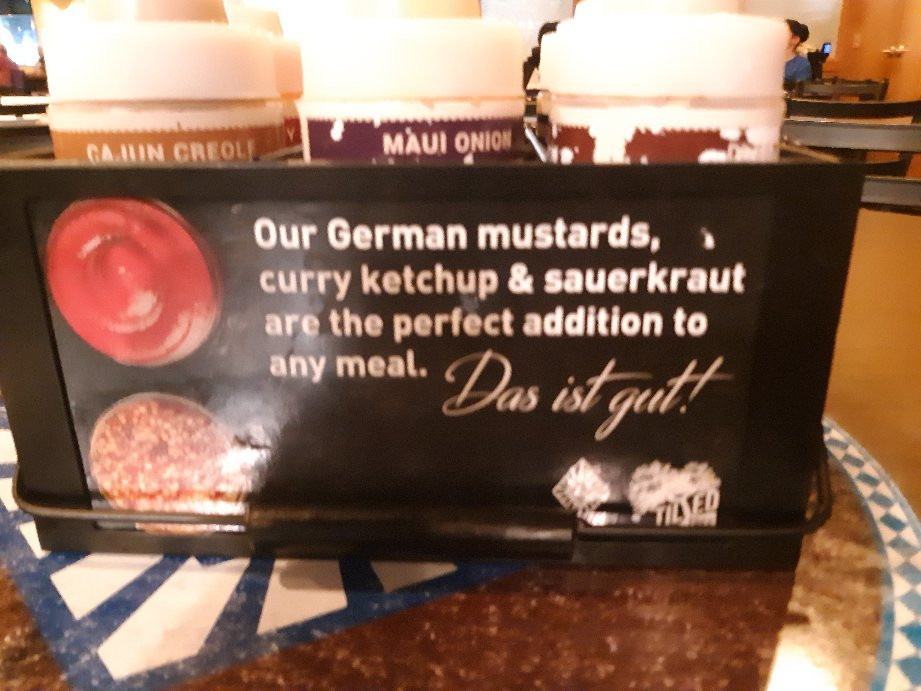 CAJUN CREOLE
MAUI ONION
Our German mustards,
curry ketchup & sauerkraut
are the perfect addition to
any meal.
Das ist gut!